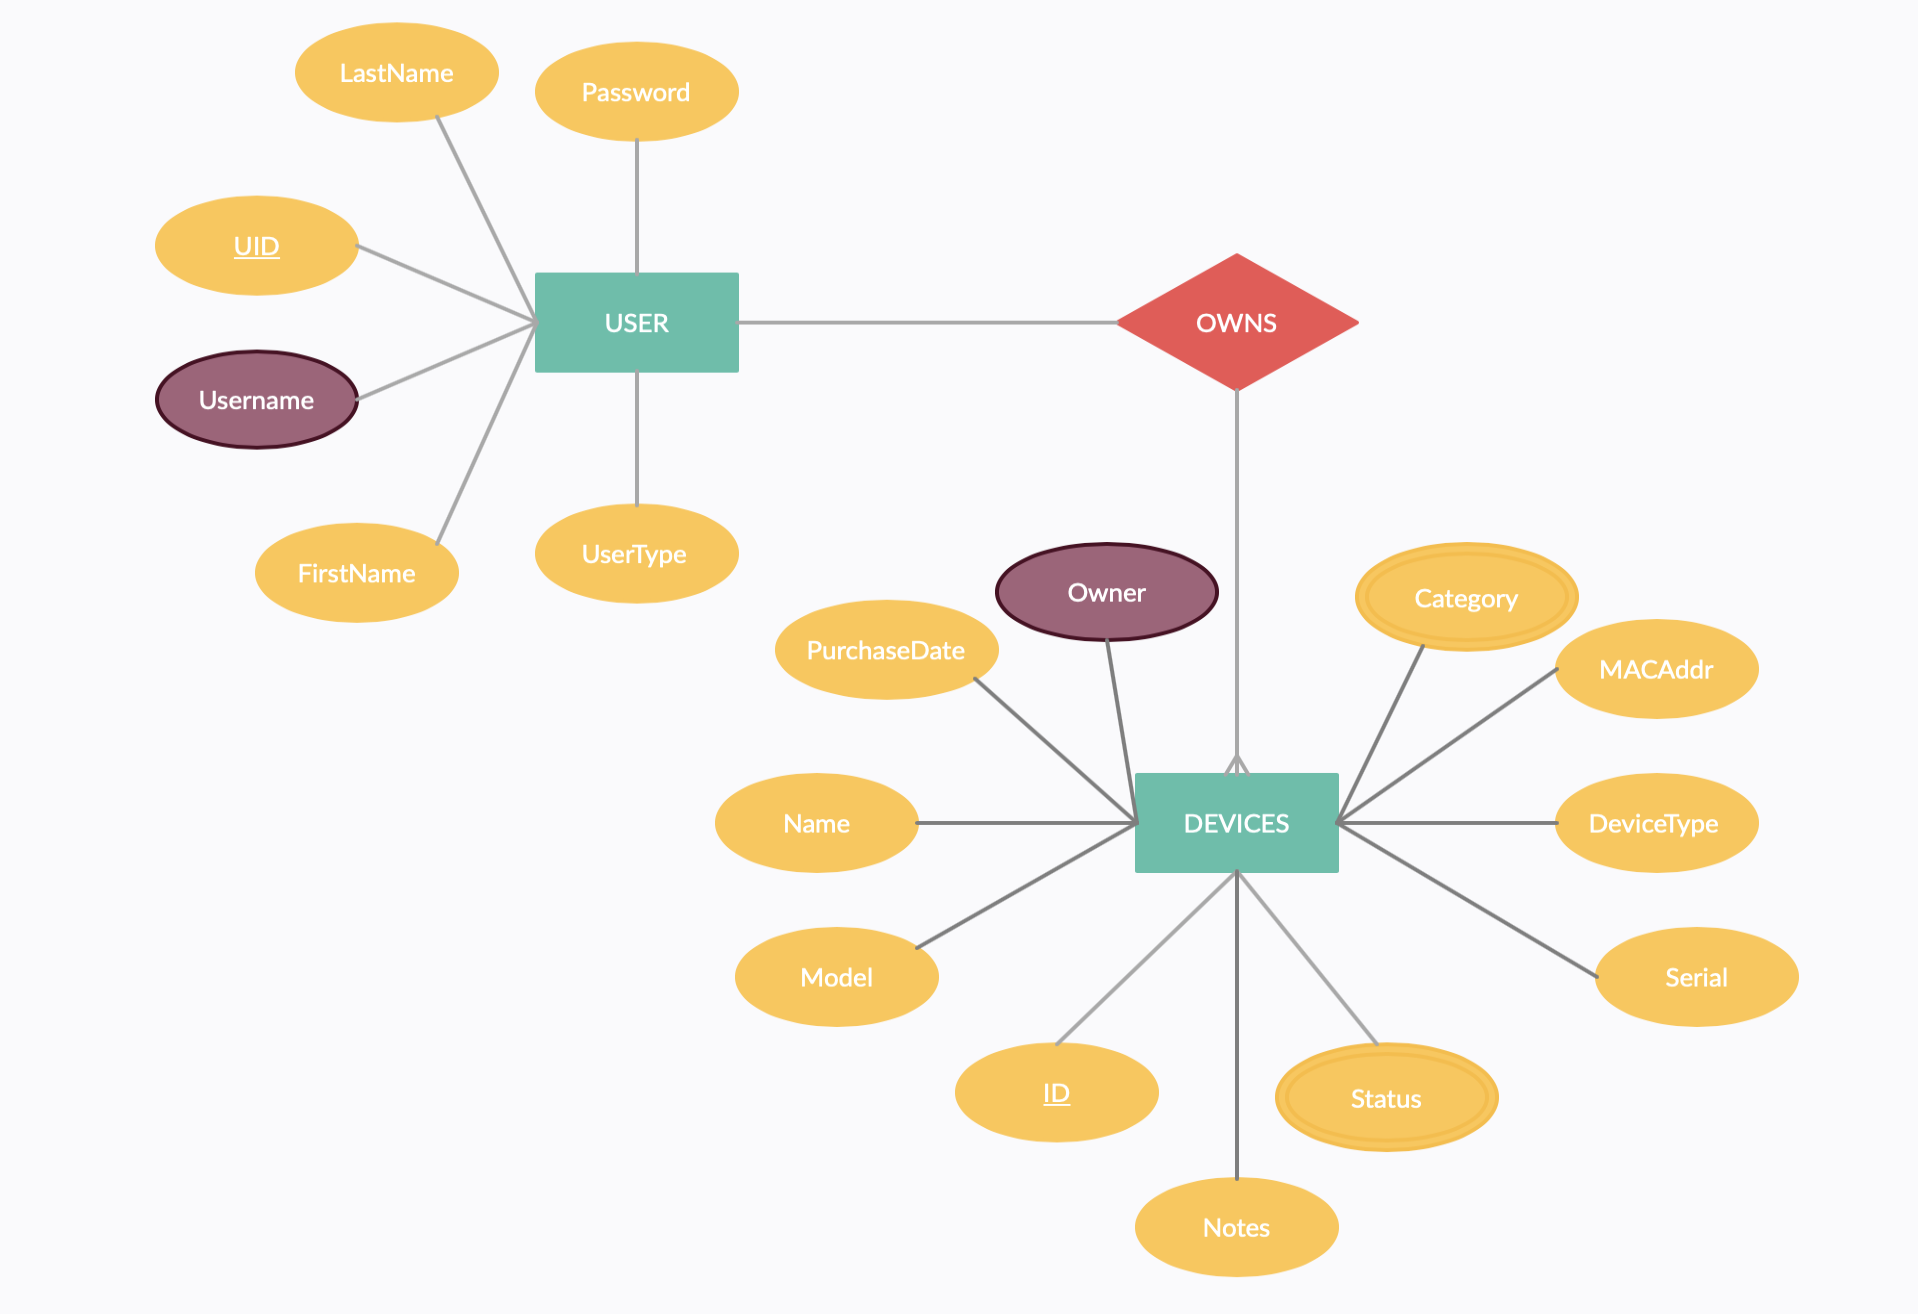 LastName
Password
UID
USER
OWNS
Username
UserType
FirstName
Owner
Category
PurchaseDate
MACAddr
Name
DEVICES
DeviceType
Model
Serial
ID
Status
Notes